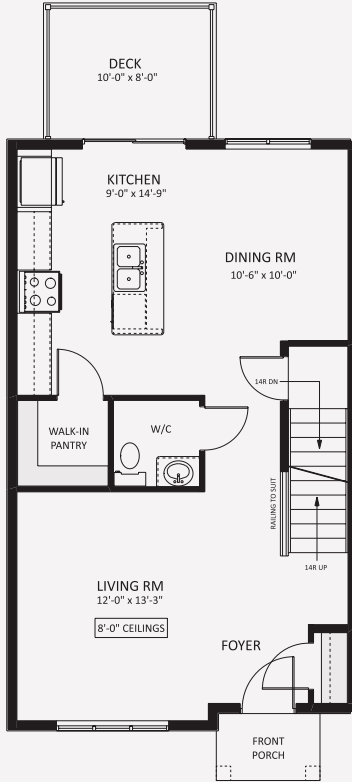 DECK
10'-0" x 8'-0"
KITCHEN
9'-0" x 14'-9"
DINING RM
10'-6" x 10'-0"
14R DN
WALK-IN
PANTRY
W/C
RAILING TO SUIT
14R UP
LIVING RM
12'-0" x 13'-3"
8'-0" CEILINGS
FOYER
FRONT
PORCH